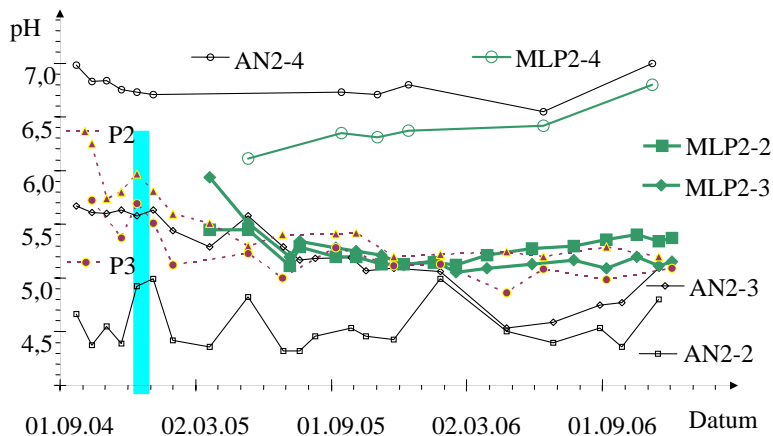 pH
AN2-4
MLP2-4
7,0
6,5
P2
MLP2-2
6,0
MLP2-3
5,5
P3
5,0
AN2-3
4,5
AN2-2
01.09.04 02.03.05 01.09.05 02.03.06 01.09.06 Datum